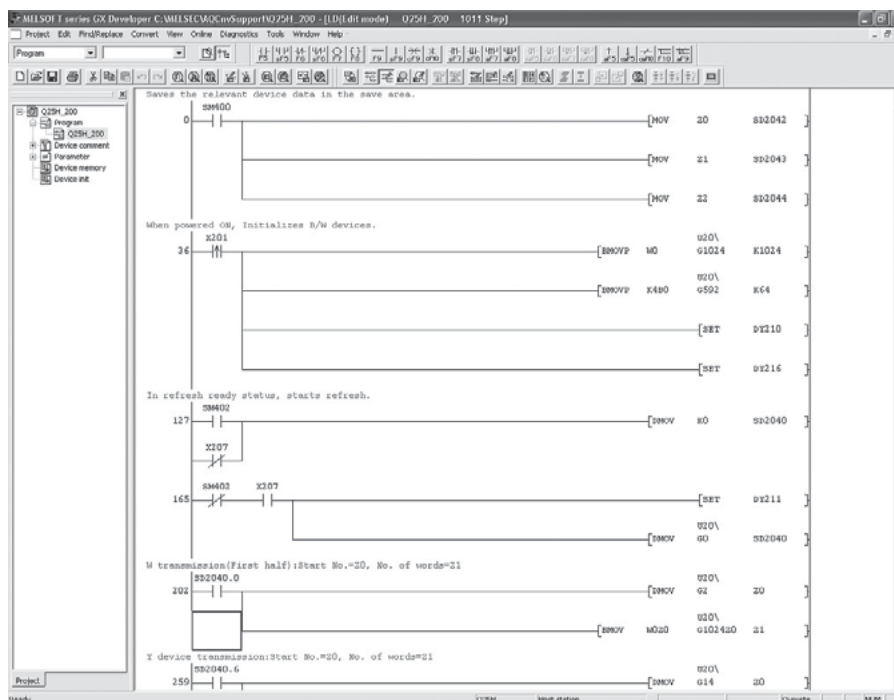 MELSOFT series GX Developer C:\MELSEC\AQCnvSupport\Q25H_200 - [LD(Edit mode) Q25H_200 1011 Step]
Project Edit Find/Replace Convert View Online Diagnostics Tools Window Help
Program
Q25H_200
Program
Q25H_200
Device comment
Parameter
Device memory
Device init
Project
Saves the relevant device data in the save area.
SM400
0 [MOV Z0 SD2042 ]
[MOV Z1 SD2043 ]
[MOV Z2 SD2044 ]
When powered ON, Initializes B/W devices.
X201 U20\
36 [BMOVP W0 G1024 K1024 ]
U20\
[BMOVP K4B0 G592 K64 ]
[SET DY210 ]
[SET DY216 ]
In refresh ready status, starts refresh.
SM402
127 [DMOV K0 SD2040 ]
X207
SM402 X207
165 [SET DY211 ]
U20\
[DMOV G0 SD2040 ]
W transmission(First half):Start No.=Z0, No. of words=Z1
SD2040.0 U20\
202 [DMOV G2 Z0 ]
U20\
[BMOV W0Z0 G1024Z0 Z1 ]
Y device transmission:Start No.=Z0, No. of words=Z1
SD2040.6 U20\
259 [DMOV G14 Z0 ]
Ready Q25H Host station Ovrwrte NUM